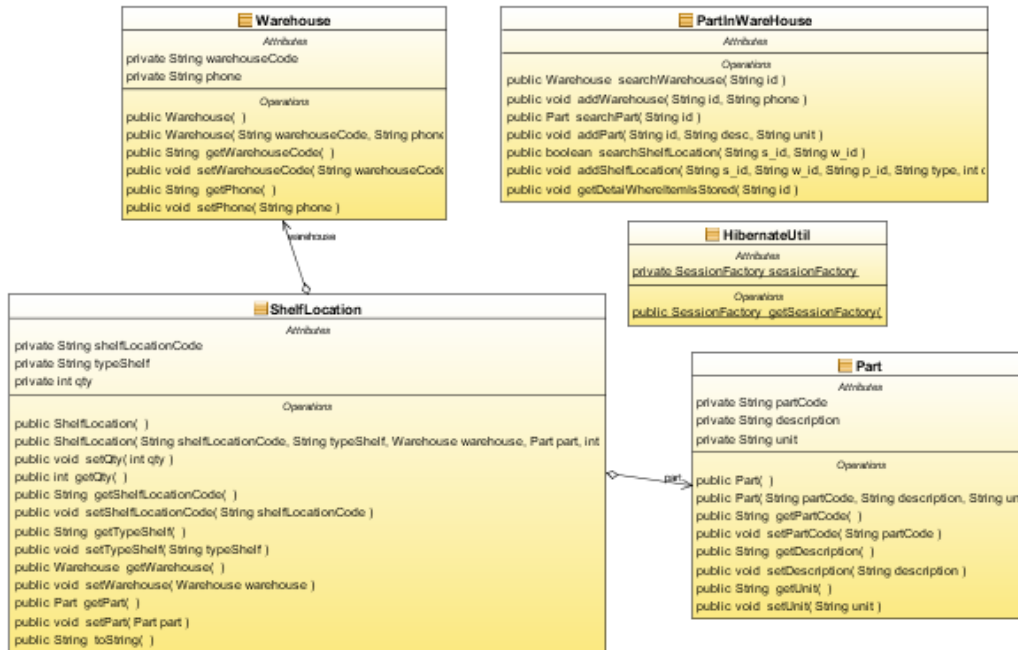 Warehouse
Attributes
private String warehouseCode
private String phone
Operations
public Warehouse( )
public Warehouse( String warehouseCode, String phone
public String getWarehouseCode( )
public void setWarehouseCode( String warehouseCode
public String getPhone( )
public void setPhone( String phone )
PartInWareHouse
Attributes
Operations
public Warehouse searchWarehouse( String id )
public void addWarehouse( String id, String phone )
public Part searchPart( String id )
public void addPart( String id, String desc, String unit )
public boolean searchShelfLocation( String s_id, String w_id )
public void addShelfLocation( String s_id, String w_id, String p_id, String type, int
public void getDetaiWhereItemIsStored( String id )
warehouse
HibernateUtil
Attributes
private SessionFactory sessionFactory
Operations
public SessionFactory getSessionFactory(
ShelfLocation
Attributes
private String shelfLocationCode
private String typeShelf
private int qty
Operations
public ShelfLocation( )
public ShelfLocation( String shelfLocationCode, String typeShelf, Warehouse warehouse, Part part, int
public void setQty( int qty )
public int getQty( )
public String getShelfLocationCode( )
public void setShelfLocationCode( String shelfLocationCode )
public String getTypeShelf( )
public void setTypeShelf( String typeShelf )
public Warehouse getWarehouse( )
public void setWarehouse( Warehouse warehouse )
public Part getPart( )
public void setPart( Part part )
public String toString( )
part
Part
Attributes
private String partCode
private String description
private String unit
Operations
public Part( )
public Part( String partCode, String description, String un
public String getPartCode( )
public void setPartCode( String partCode )
public String getDescription( )
public void setDescription( String description )
public String getUnit( )
public void setUnit( String unit )